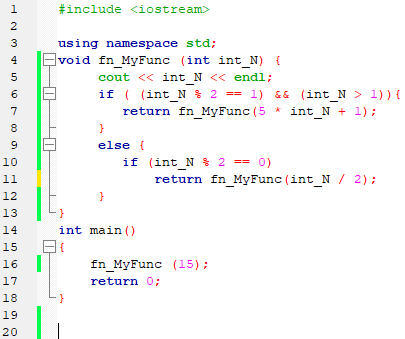 1 #include <iostream>
2
3 using namespace std;
4 void fn_MyFunc (int int_N) {
5 cout << int_N << endl;
6 if ( (int_N % 2 == 1) && (int_N > 1)){
7 return fn_MyFunc(5 * int_N + 1);
8 }
9 else {
10 if (int_N % 2 == 0)
11 return fn_MyFunc(int_N / 2);
12 }
13 }
14 int main()
15 {
16 fn_MyFunc (15);
17 return 0;
18 }
19
20